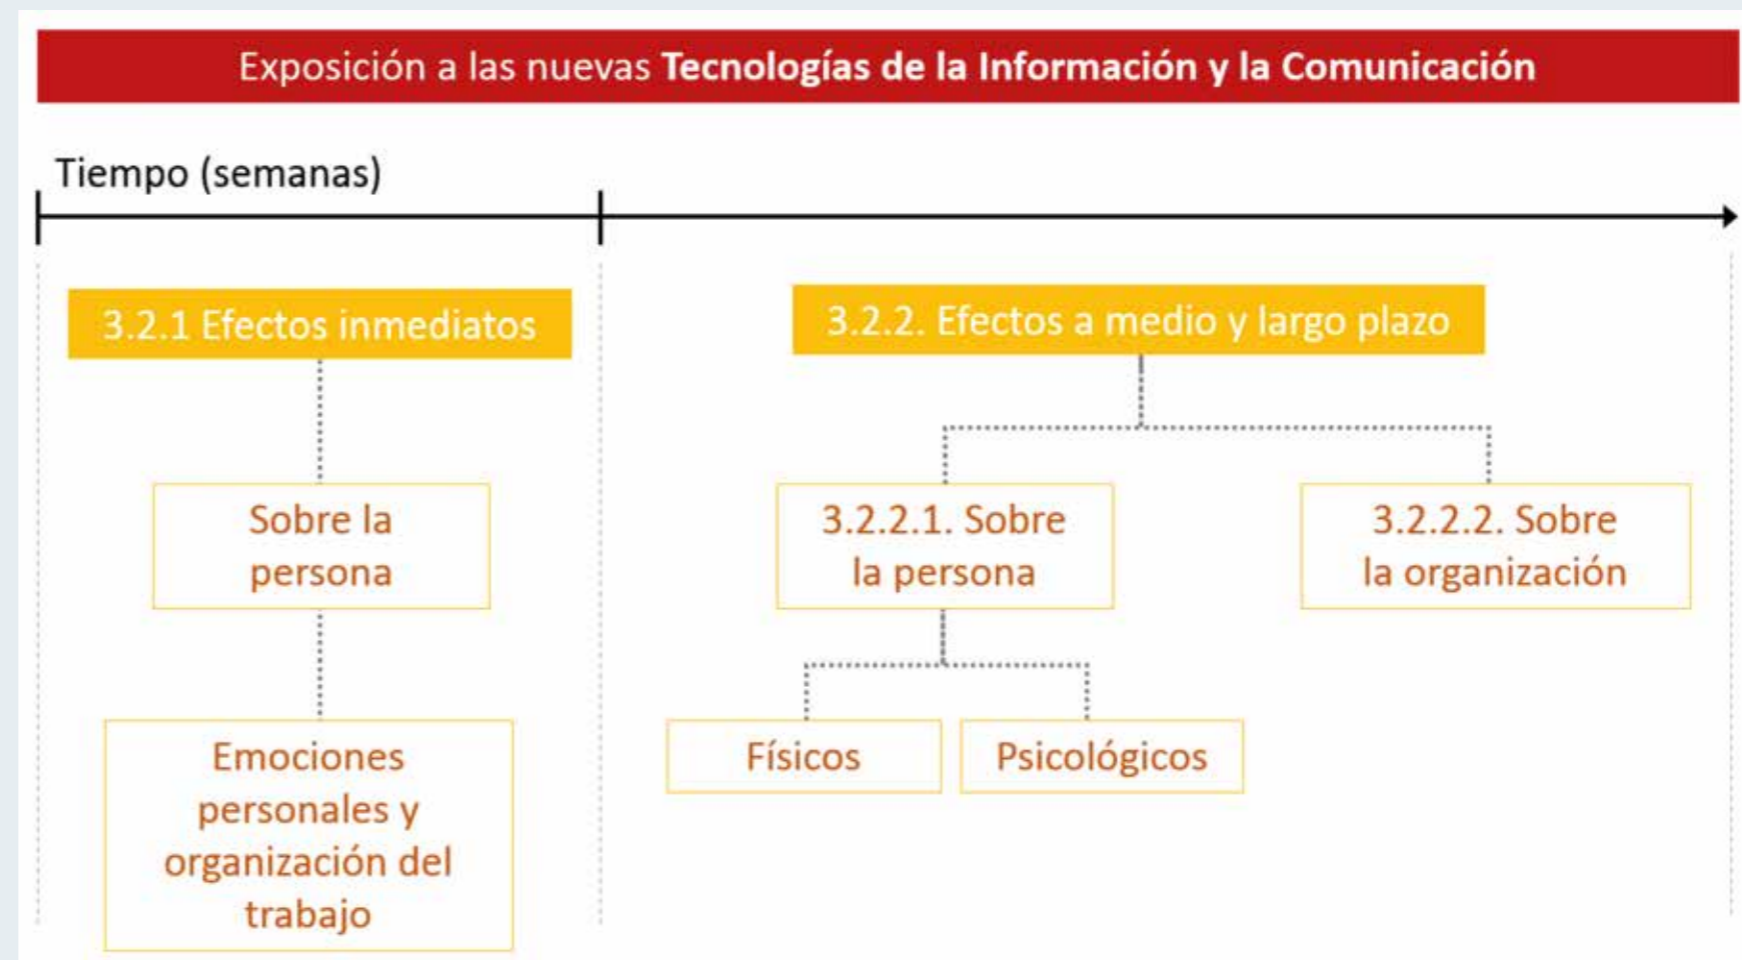 Exposición a las nuevas Tecnologías de la Información y la Comunicación
Tiempo (semanas)
3.2.1 Efectos inmediatos
Sobre la
persona
Emociones
personales y
organización del
trabajo
3.2.2. Efectos a medio y largo plazo
3.2.2.1. Sobre
la persona
Físicos
Psicológicos
3.2.2.2. Sobre
la organización